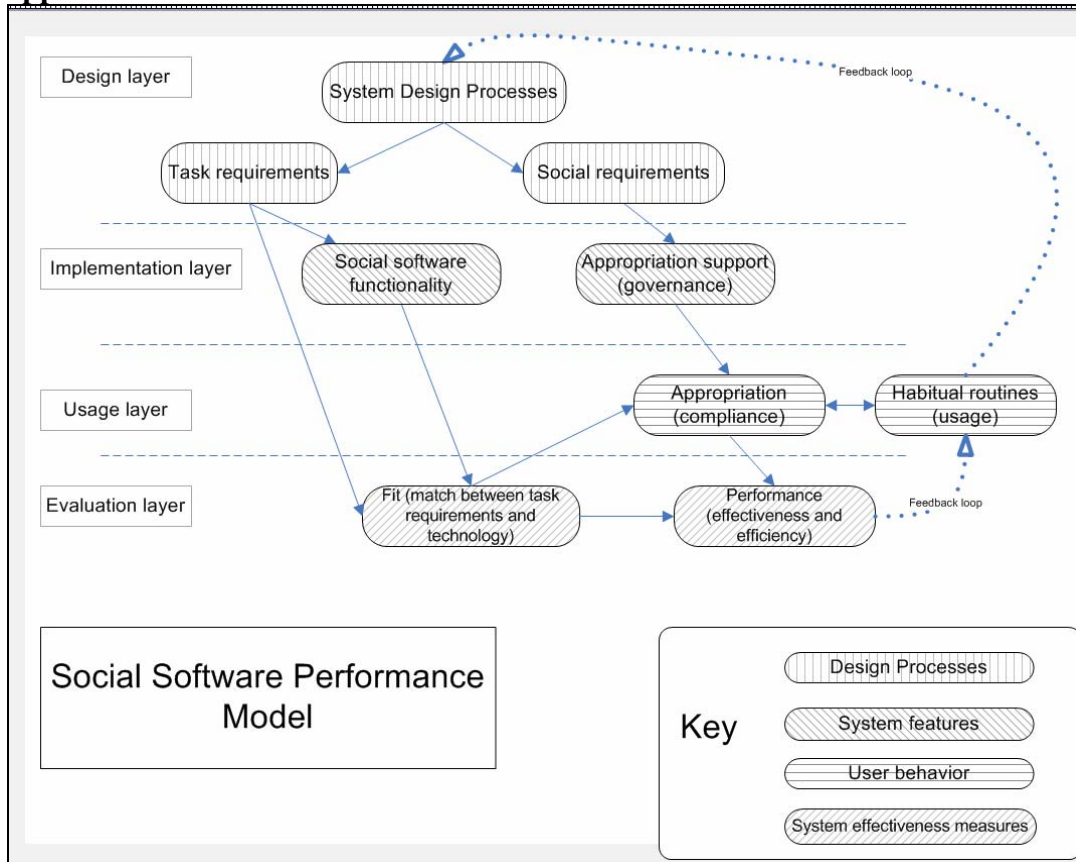 Design layer
Feedback loop
System Design Processes
Task requirements
Social requirements
Implementation layer
Social software
functionality
Appropriation support
(governance)
Usage layer
Appropriation
(compliance)
Habitual routines
(usage)
Evaluation layer
Fit (match between task
requirements and
technology)
Performance
(effectiveness and
efficiency)
Feedback loop
Social Software Performance
Model
Key
Design Processes
System features
User behavior
System effectiveness measures